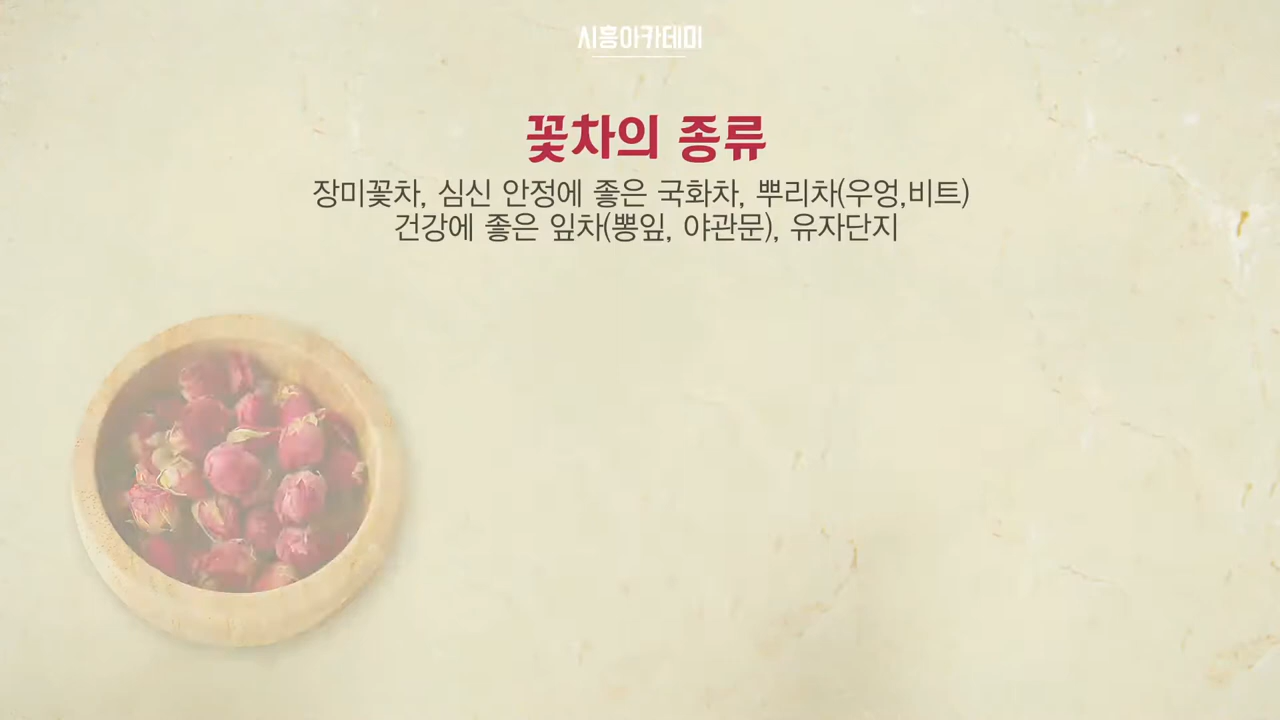 시흥아카데미
꽃차의 종류
장미꽃차, 심신 안정에 좋은 국화차, 뿌리차(우엉,비트)
건강에 좋은 잎차(뽕잎, 야관문), 유자단지